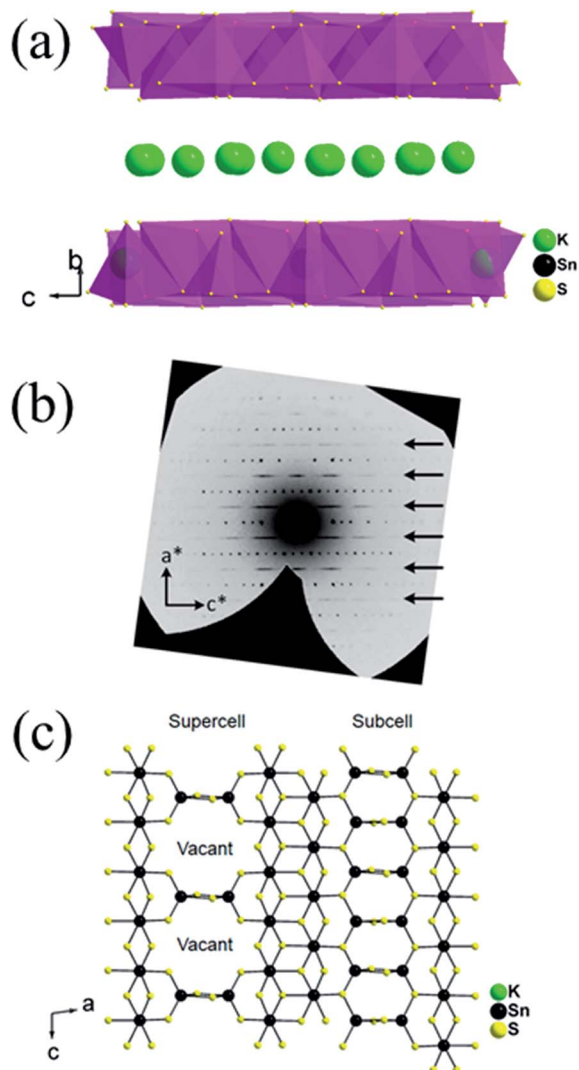 (a)
b
c
K
Sn
S
(b)
a*
c*
(c)
Supercell Subcell
Vacant
Vacant
a
c
K
Sn
S